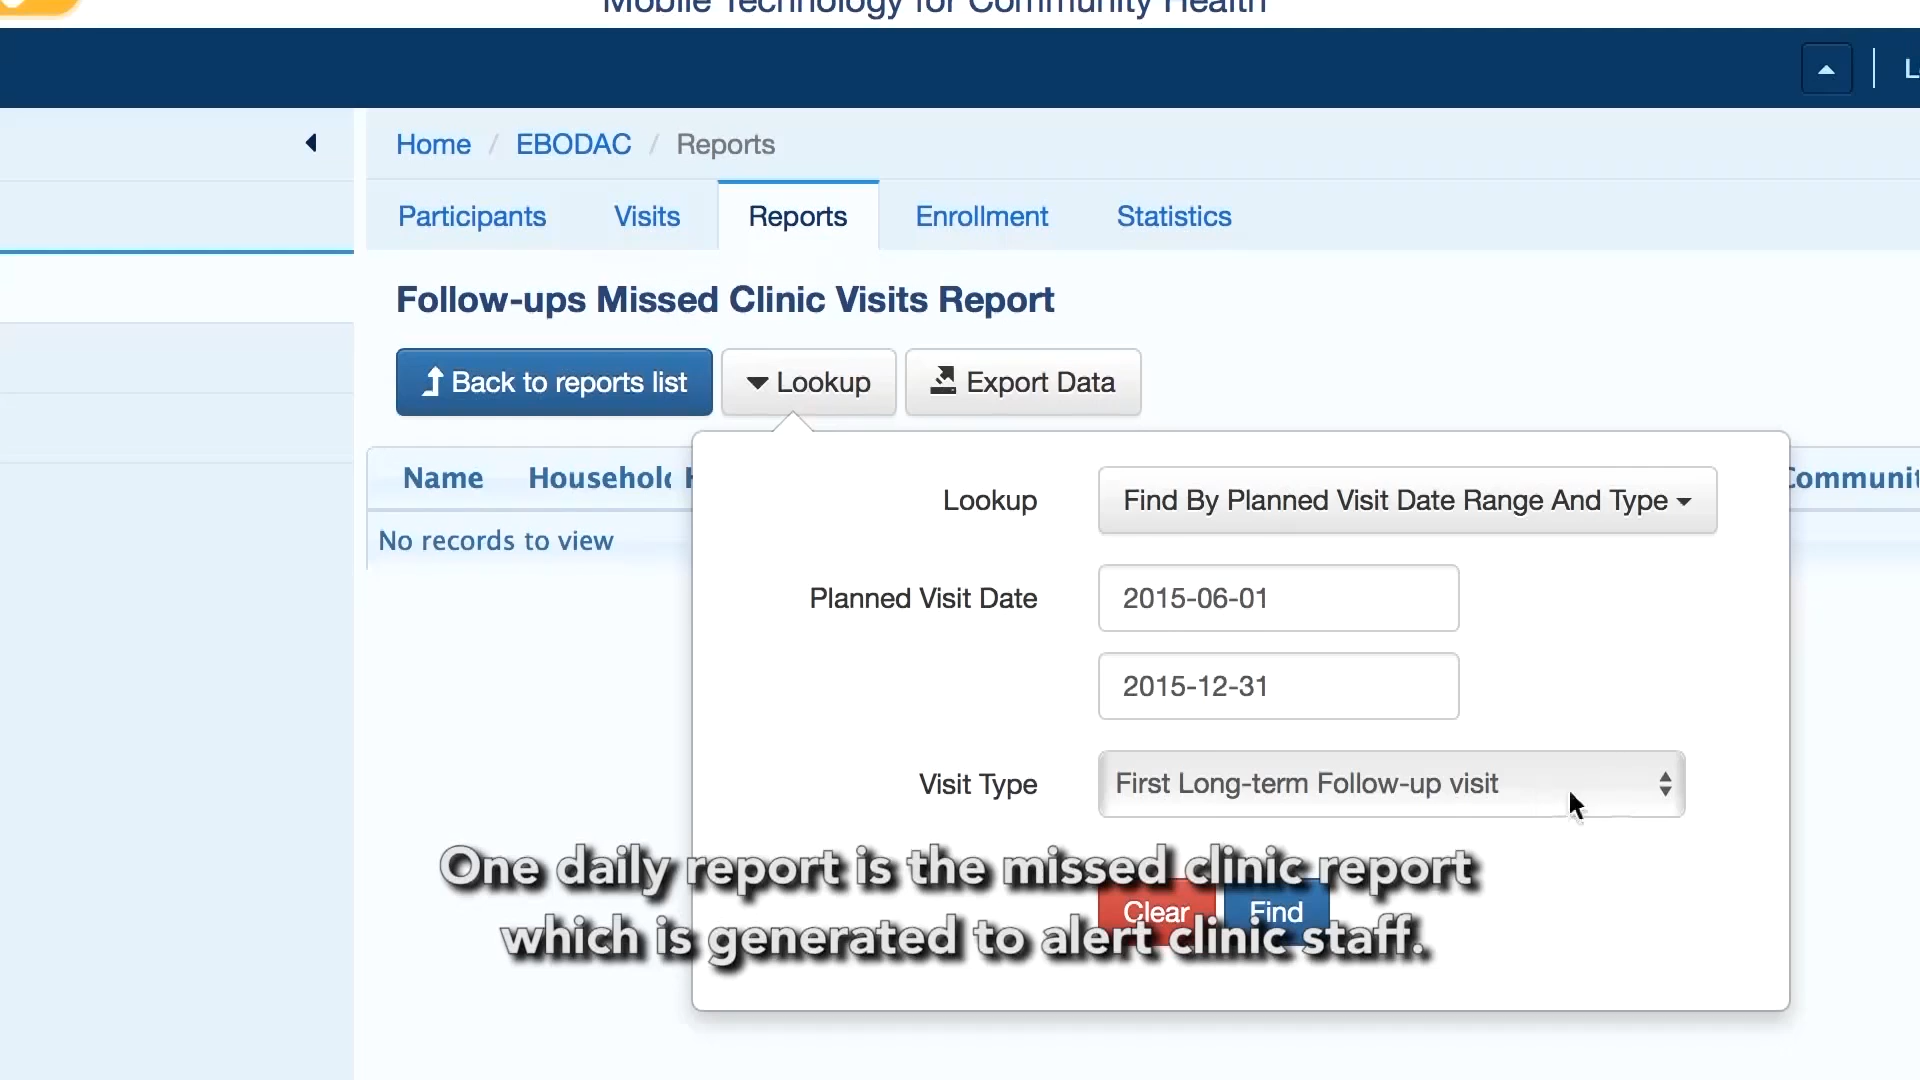 Mobile Technology for Community Health
Home / EBODAC / Reports
Participants Visits Reports Enrollment Statistics
Follow-ups Missed Clinic Visits Report
Back to reports list Lookup Export Data
Name Household
No records to view
Lookup Find By Planned Visit Date Range And Type
Planned Visit Date 2015-06-01
2015-12-31
Visit Type First Long-term Follow-up visit
Clear Find
One daily report is the missed clinic report
which is generated to alert clinic staff.